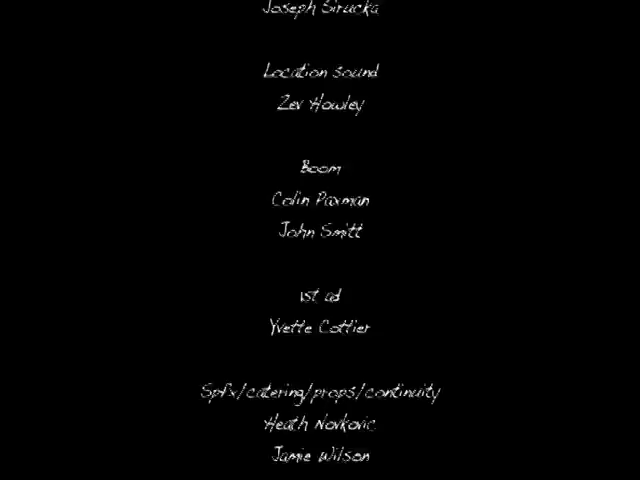 Joseph Sirucka
Location sound
Zev Howley
Boom
Colin Paxman
John Smitt
1st ad
Yvette Cottier
Spfx/catering/props/continuity
Heath Novkovic
Jamie Wilson